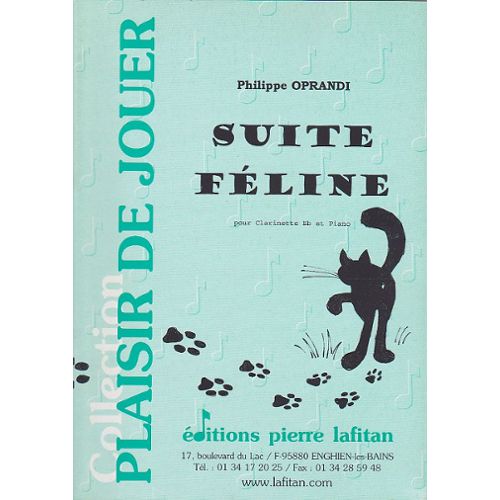 Philippe OPRANDI
SUITE
FÉLINE
pour Clarinette Eb et Piano
Collection
PLAISIR DE JOUER
éditions pierre lafitan
17, boulevard du Lac / F-95880 ENGHIEN-les-BAINS
Tél. : 01 34 17 20 25 / Fax : 01 34 28 59 48
www.lafitan.com